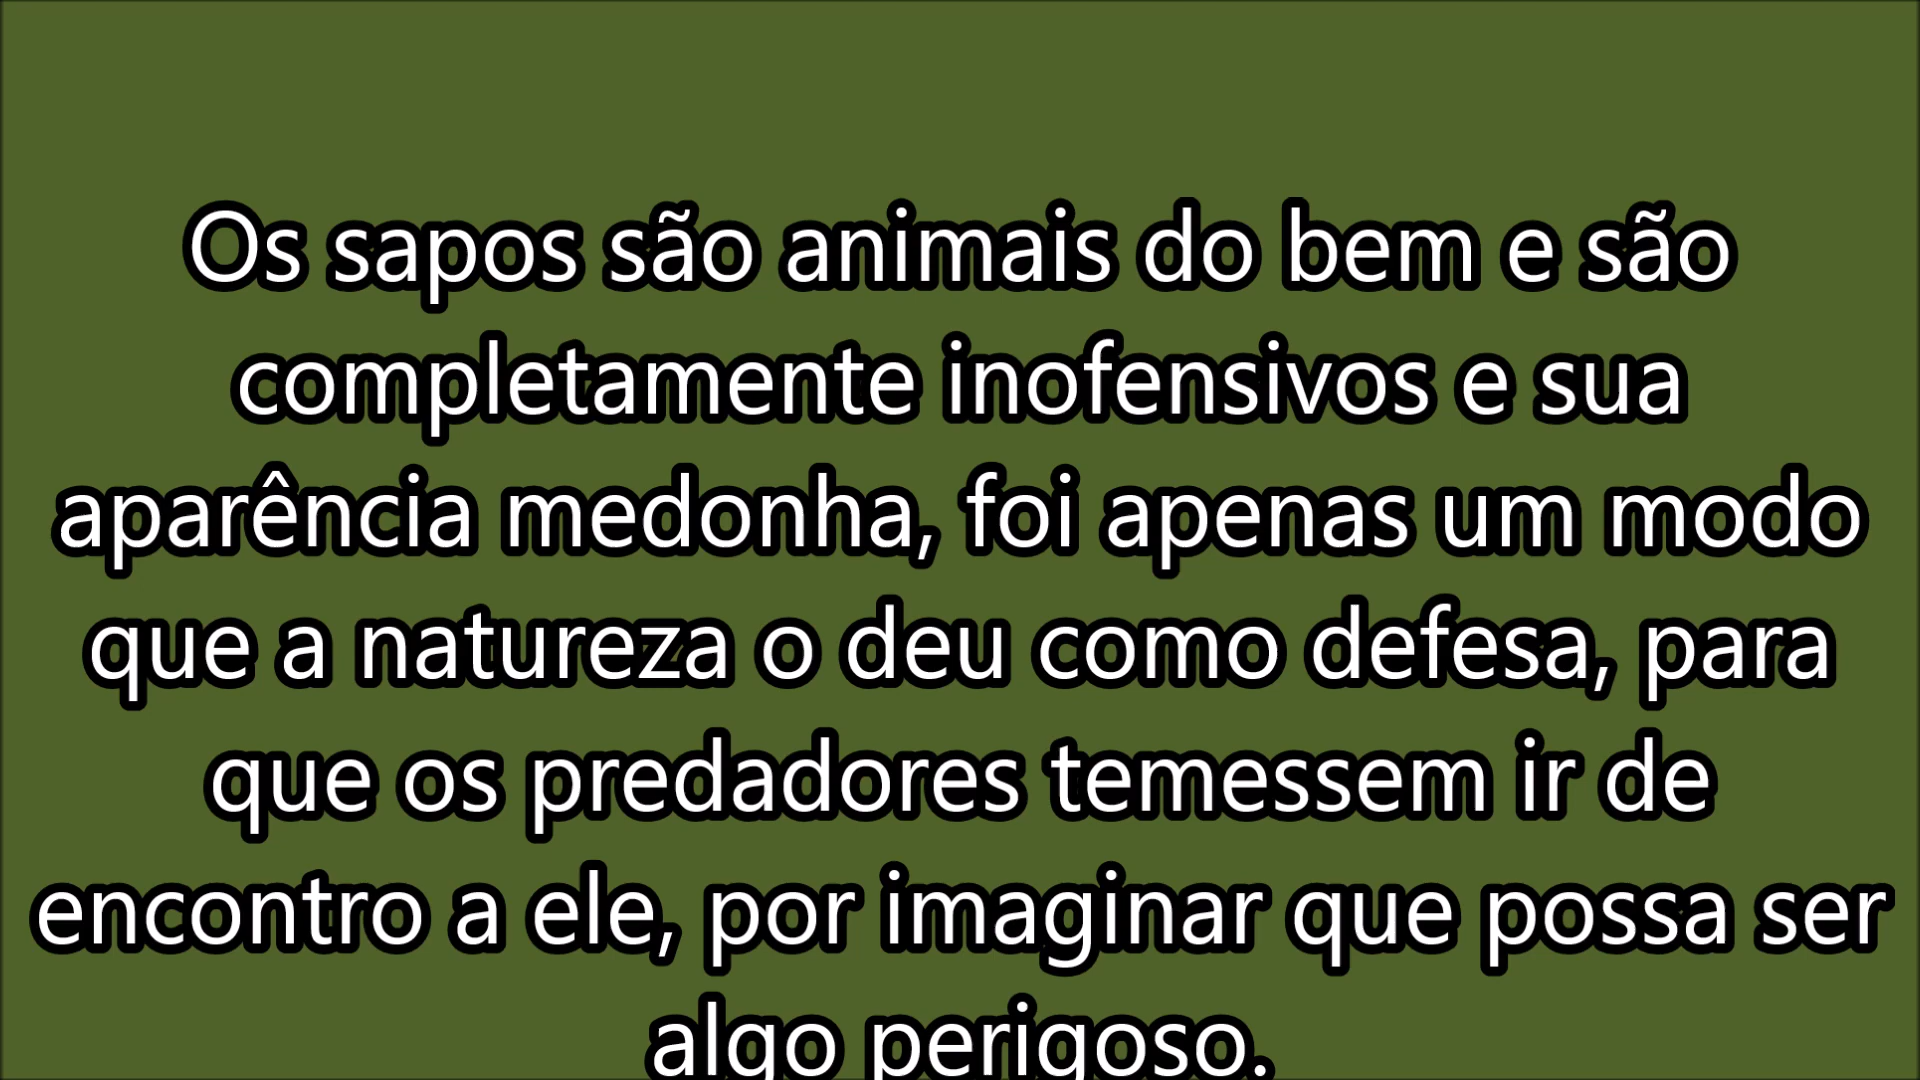 Os sapos são animais do bem e são
completamente inofensivos e sua
aparência medonha, foi apenas um modo
que a natureza o deu como defesa, para
que os predadores temessem ir de
encontro a ele, por imaginar que possa ser
algo perigoso.